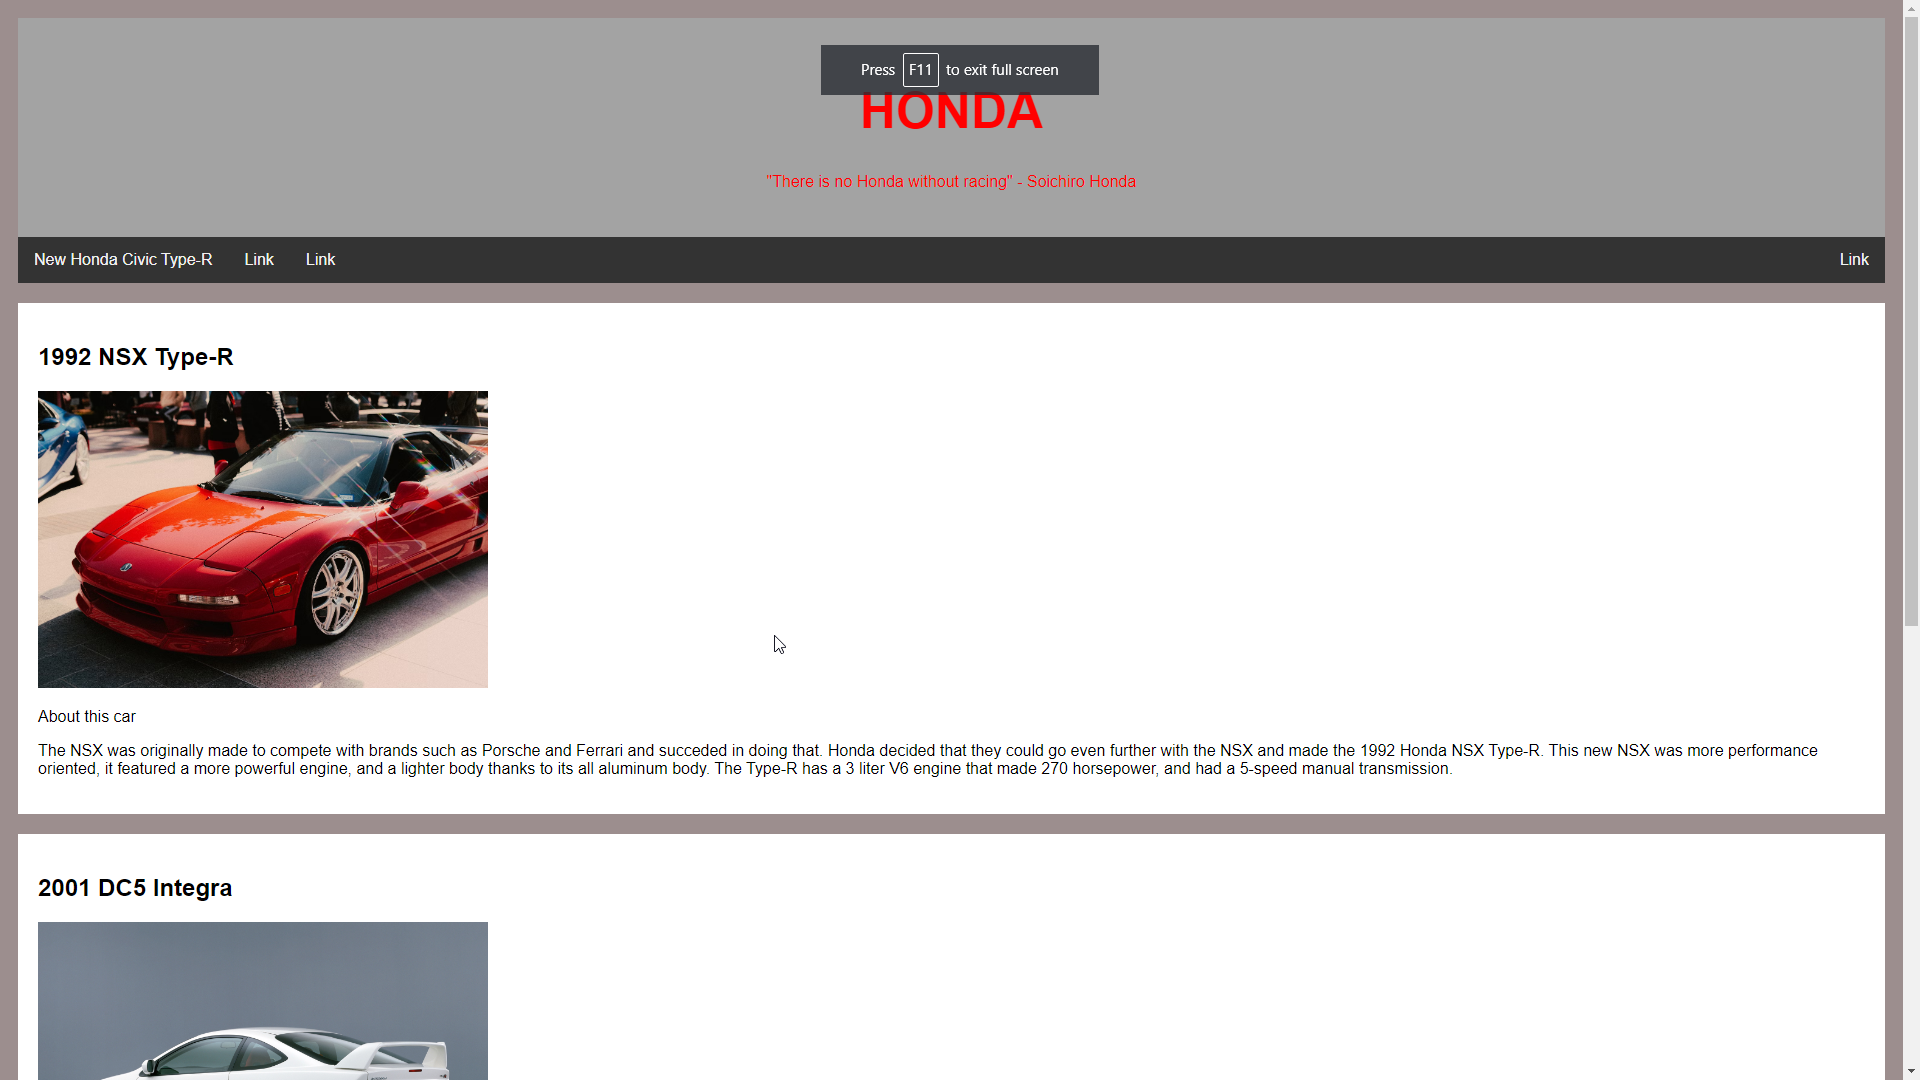 Press F11 to exit full screen
HONDA
"There is no Honda without racing" - Soichiro Honda
New Honda Civic Type-R Link Link Link
1992 NSX Type-R
About this car
The NSX was originally made to compete with brands such as Porsche and Ferrari and succeded in doing that. Honda decided that they could go even further with the NSX and made the 1992 Honda NSX Type-R. This new NSX was more performance
oriented, it featured a more powerful engine, and a lighter body thanks to its all aluminum body. The Type-R has a 3 liter V6 engine that made 270 horsepower, and had a 5-speed manual transmission.
2001 DC5 Integra